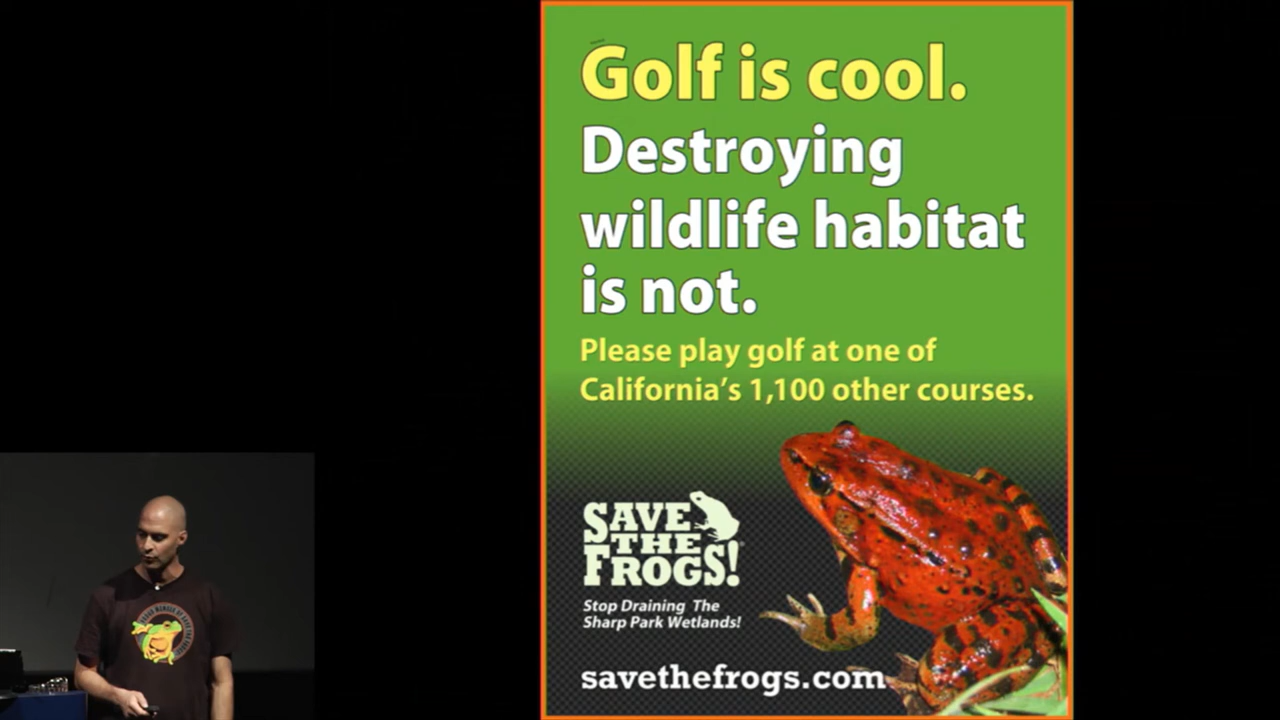 Golf is cool.
Destroying
wildlife habitat
is not.
Please play golf at one of
California's 1,100 other courses.
SAVE
THE
FROGS!
Stop Draining The
Sharp Park Wetlands!
savethefrogs.com